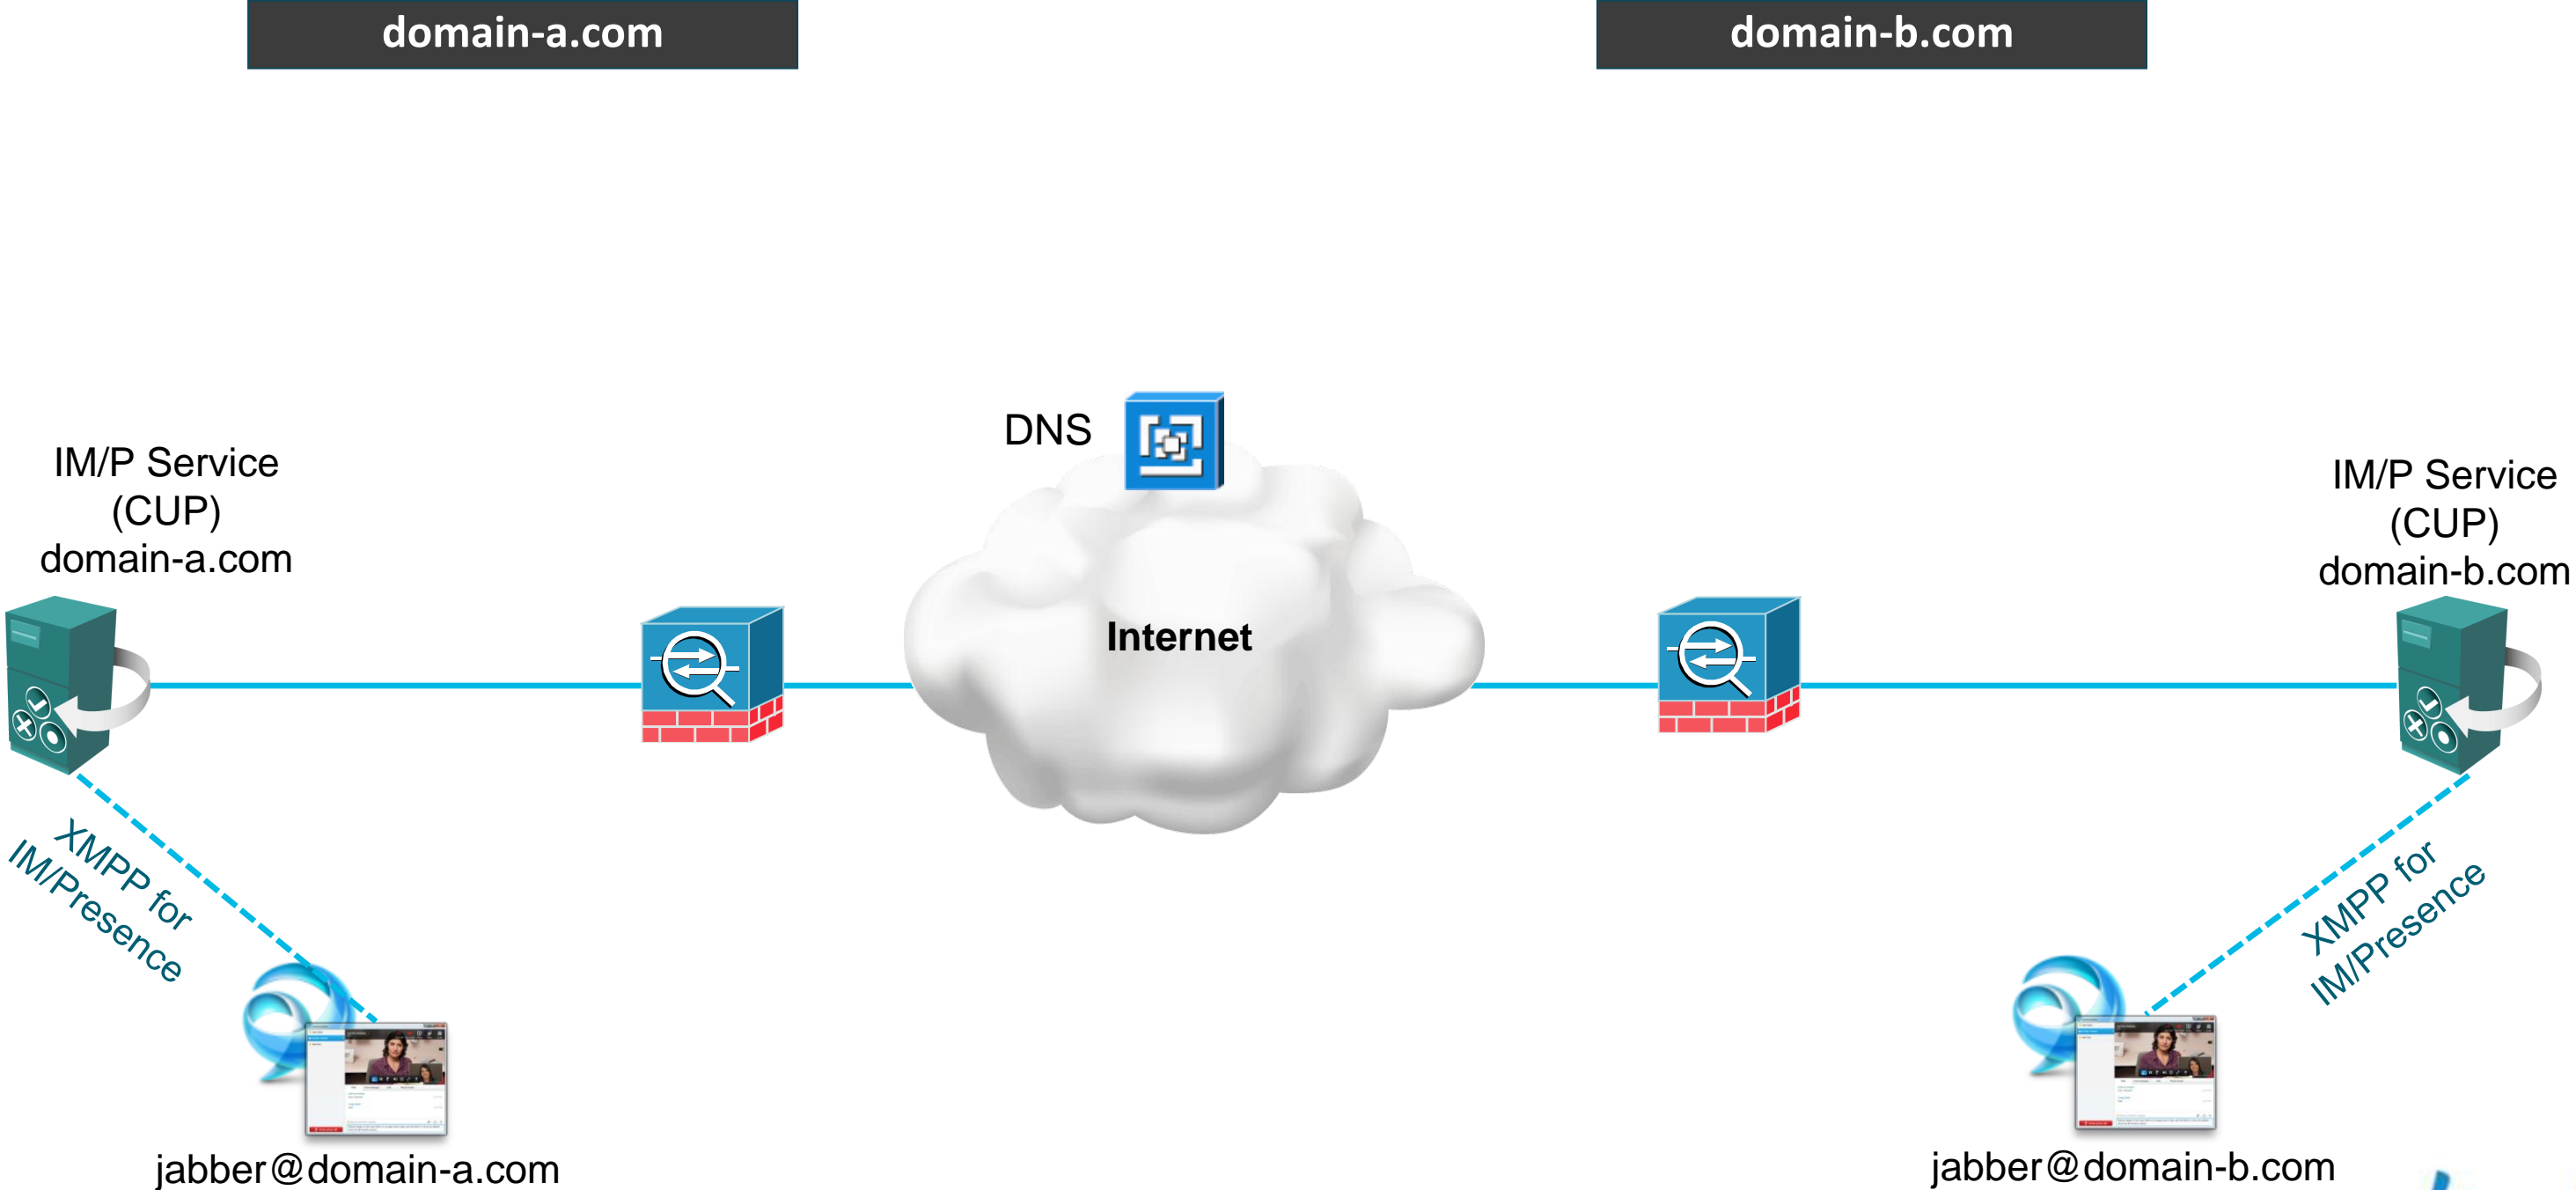 domain-a.com
domain-b.com
DNS
IM/P Service
(CUP)
domain-a.com
IM/P Service
(CUP)
domain-b.com
Internet
XMPP for
IM/Presence
XMPP for
IM/Presence
jabber@domain-a.com
jabber@domain-b.com